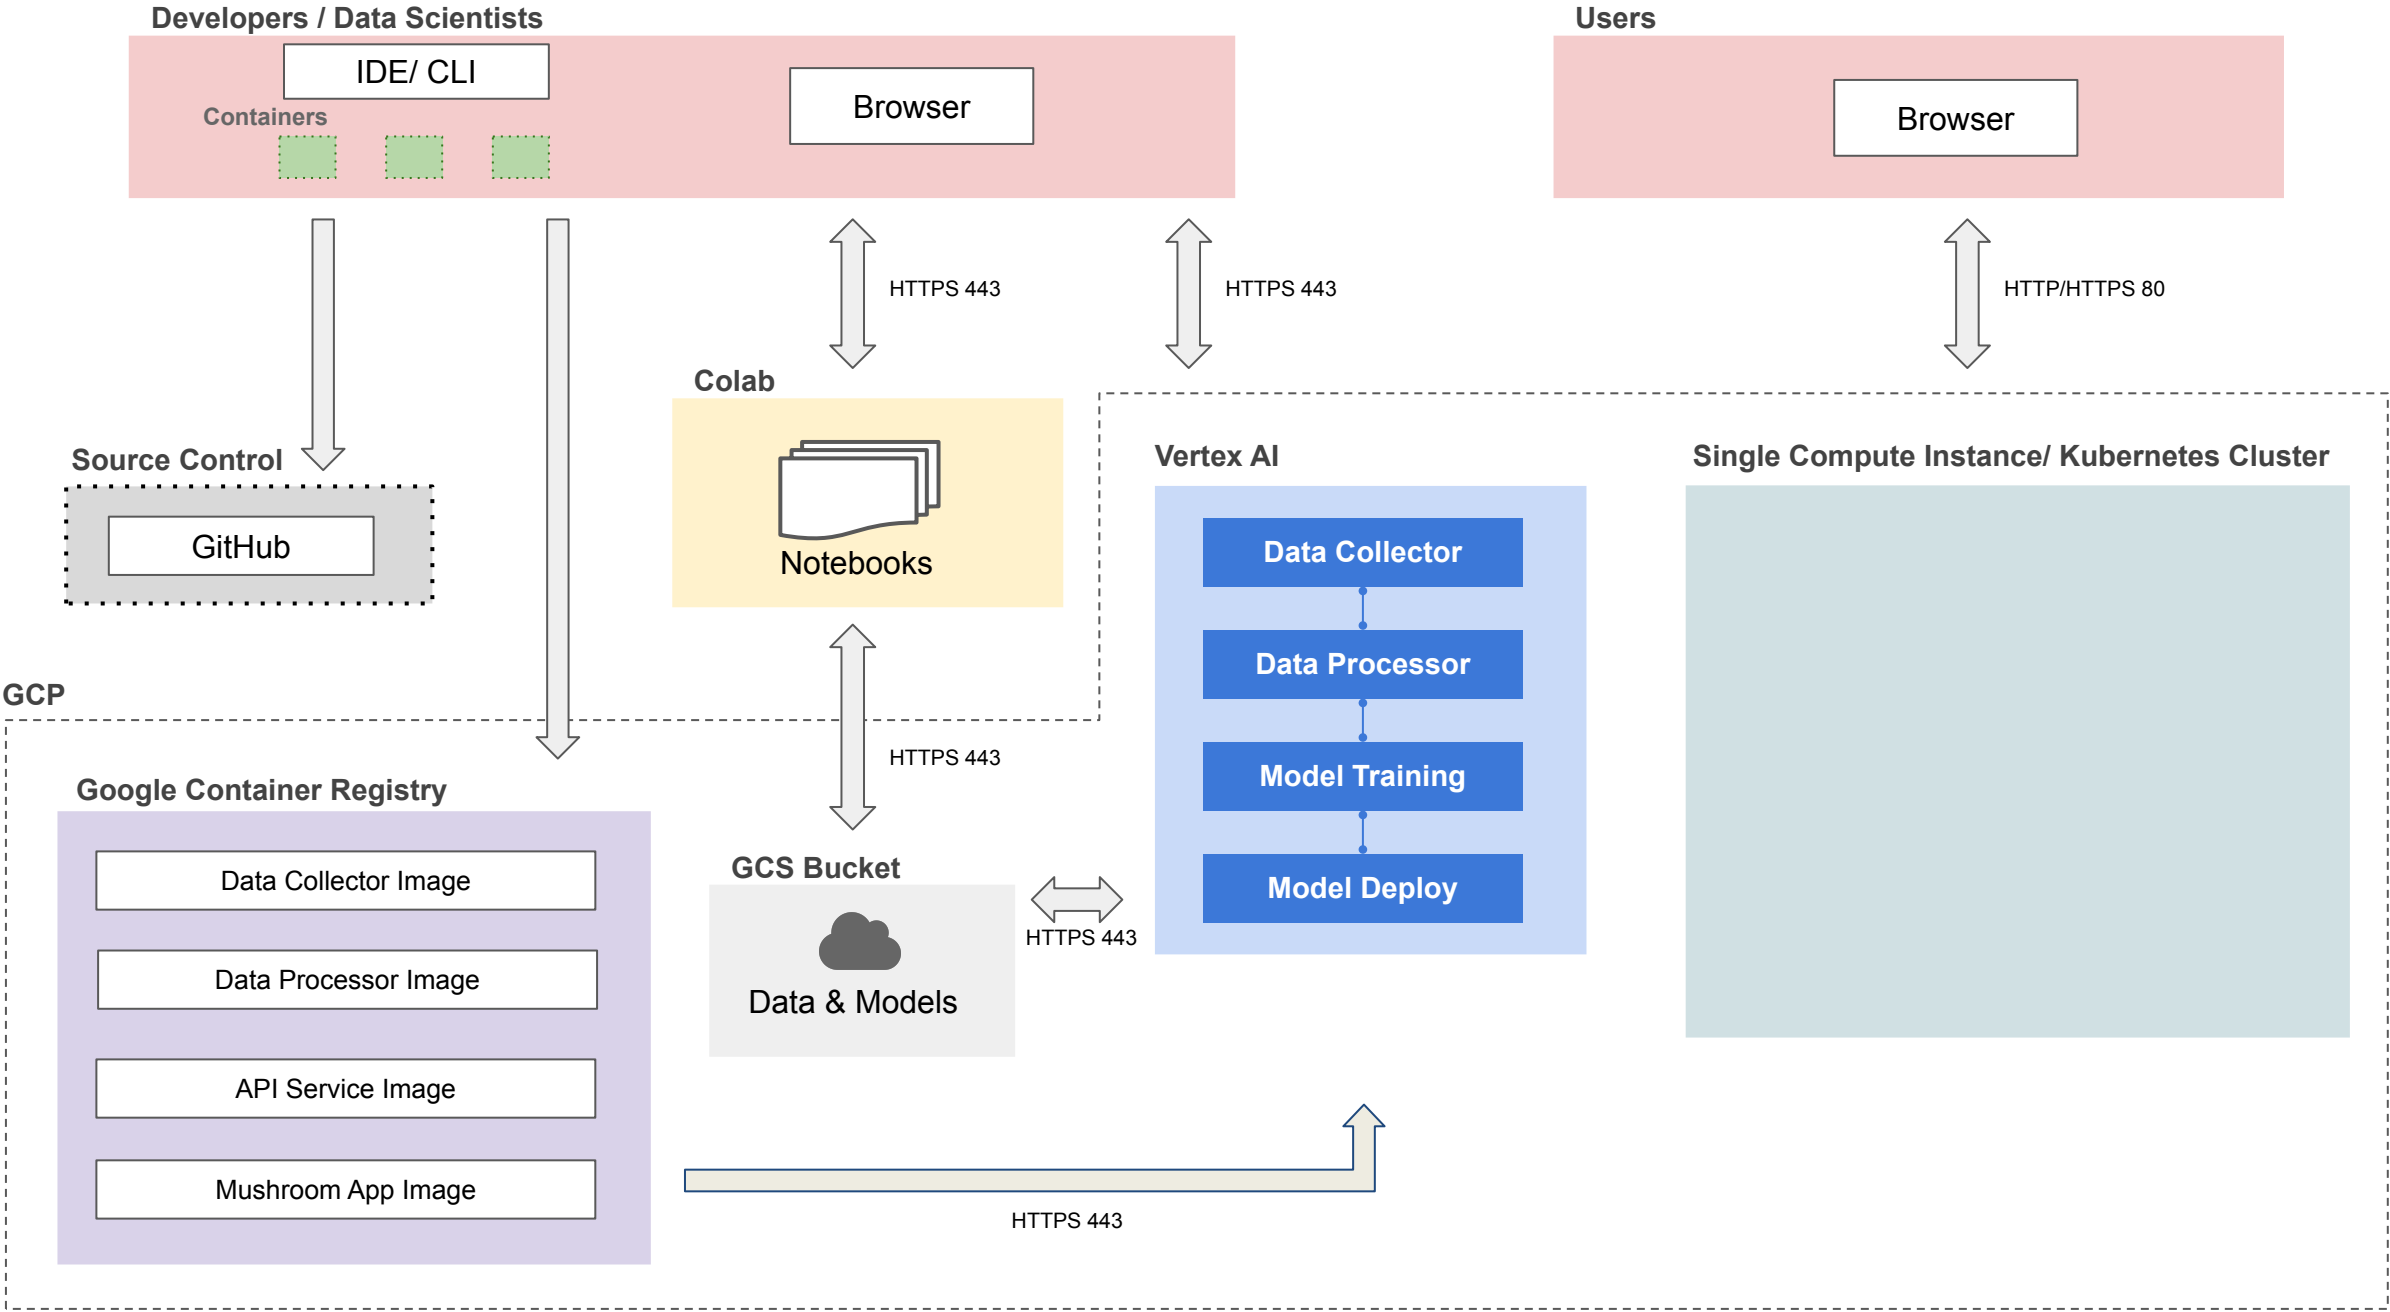 Developers / Data Scientists
Users
IDE/ CLI
Containers
Browser
Browser
HTTPS 443
HTTPS 443
HTTP/HTTPS 80
Colab
Source Control
GitHub
Notebooks
Vertex AI
Data Collector
Data Processor
Model Training
Model Deploy
Single Compute Instance/ Kubernetes Cluster
GCP
HTTPS 443
Google Container Registry
Data Collector Image
Data Processor Image
API Service Image
Mushroom App Image
GCS Bucket
Data & Models
HTTPS 443
HTTPS 443